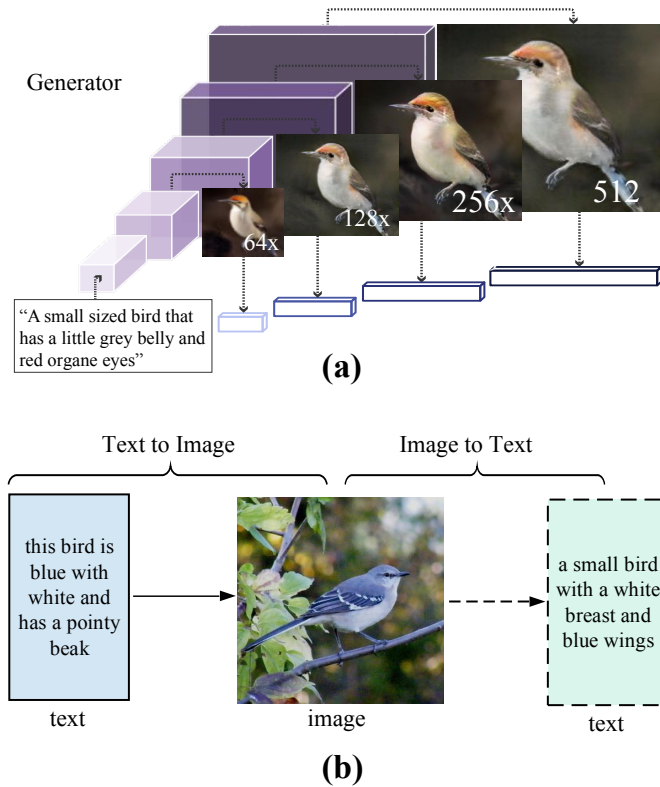 Generator
64x
128x
256x
512
“A small sized bird that
has a little grey belly and
red organe eyes”
(a)
Text to Image
Image to Text
this bird is
blue with
white and
has a pointy
beak
a small bird
with a white
breast and
blue wings
text
image
text
(b)